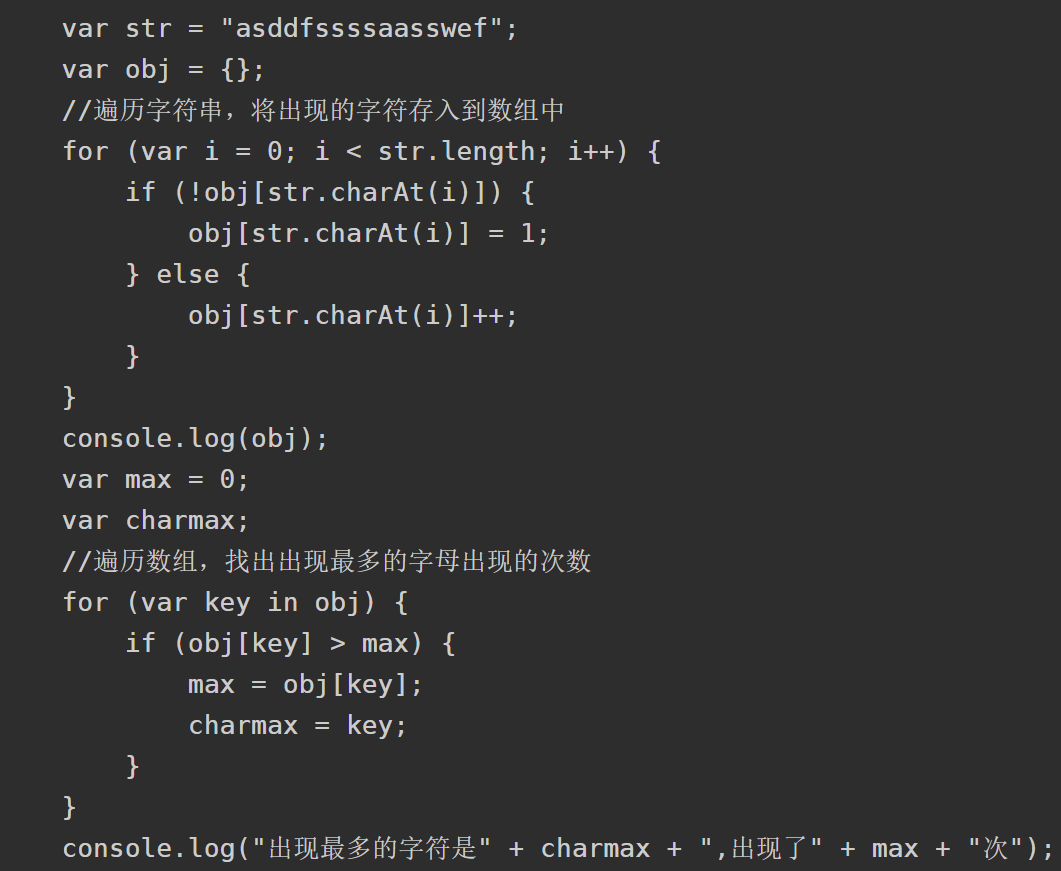 var str = "asddfssssaasswef";
var obj = {};
//遍历字符串，将出现的字符存入到数组中
for (var i = 0; i < str.length; i++) {
    if (!obj[str.charAt(i)]) {
        obj[str.charAt(i)] = 1;
    } else {
        obj[str.charAt(i)]++;
    }
}
console.log(obj);
var max = 0;
var charmax;
//遍历数组，找出出现最多的字母出现的次数
for (var key in obj) {
    if (obj[key] > max) {
        max = obj[key];
        charmax = key;
    }
}
console.log("出现最多的字符是" + charmax + ",出现了" + max + "次");